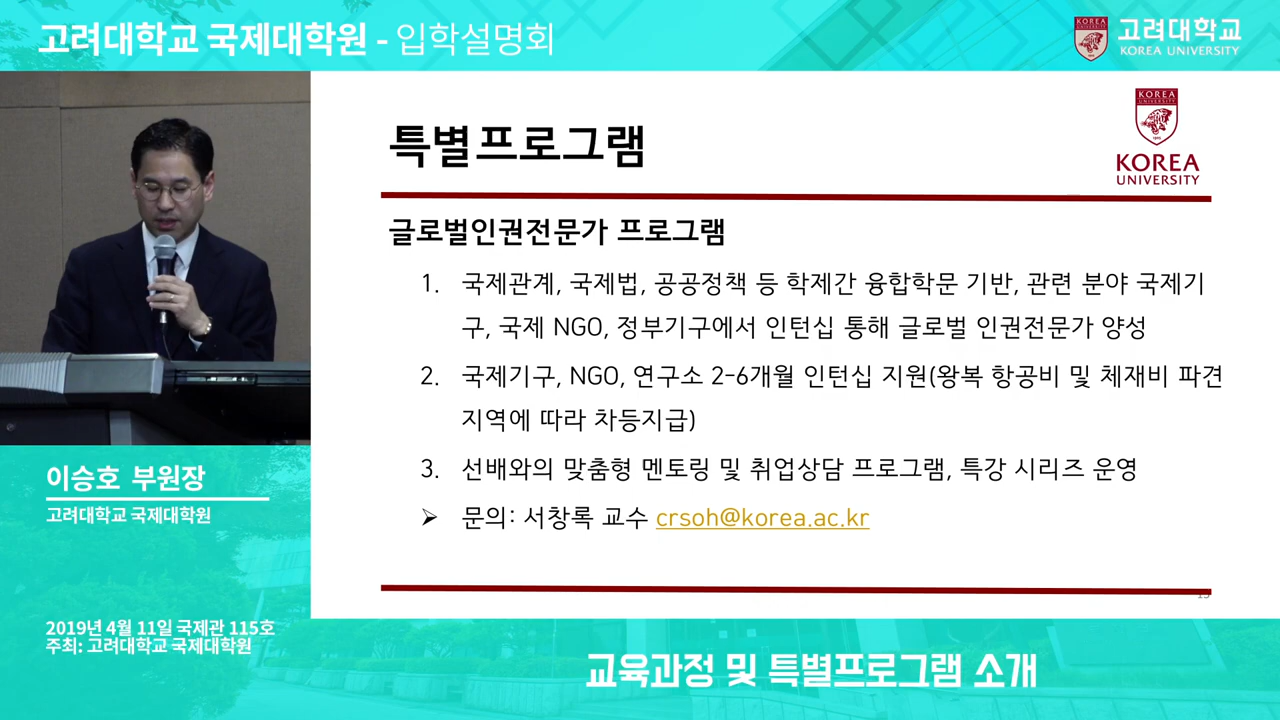 고려대학교 국제대학원 - 입학설명회
KOREA
고려대학교
KOREA UNIVERSITY
KOREA
UNIVERSITY
KOREA
UNIVERSITY
특별프로그램
글로벌인권전문가 프로그램
1. 국제관계, 국제법, 공공정책 등 학제간 융합학문 기반, 관련 분야 국제기
구, 국제 NGO, 정부기구에서 인턴십 통해 글로벌 인권전문가 양성
2. 국제기구, NGO, 연구소 2-6개월 인턴십 지원(왕복 항공비 및 체재비 파견
지역에 따라 차등지급)
3. 선배와의 맞춤형 멘토링 및 취업상담 프로그램, 특강 시리즈 운영
➢ 문의: 서창록 교수 crsoh@korea.ac.kr
이승호 부원장
고려대학교 국제대학원
2019년 4월 11일 국제관 115호
주최: 고려대학교 국제대학원
교육과정 및 특별프로그램 소개